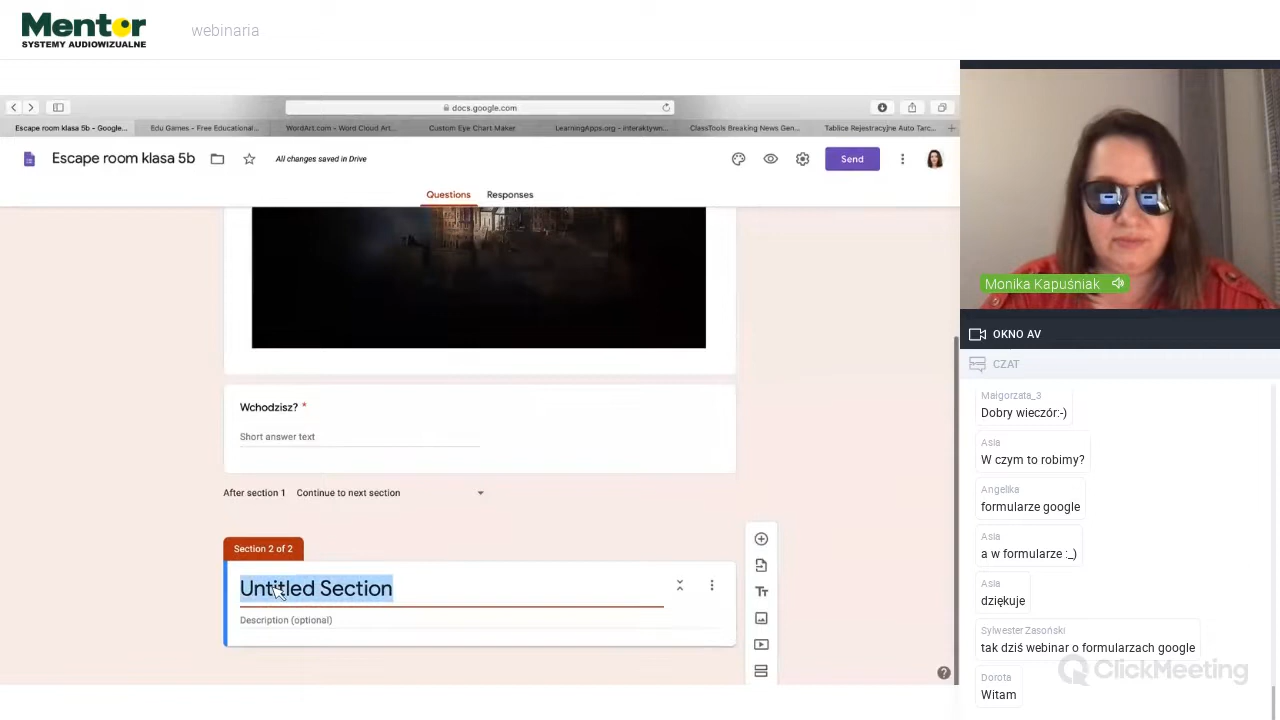 Mentor
SYSTEMY AUDIOWIZUALNE
webinaria
docs.google.com
Escape room klasa 5b - Google...
Edu Games - Free Educational...
WordArt.com - Word Cloud Art...
Custom Eye Chart Maker
LearningApps.org - interaktywn...
ClassTools Breaking News Gen...
Tablice Rejestracyjne Auto Tarc...
Escape room klasa 5b
All changes saved in Drive
Send
Questions
Responses
Wchodzisz? *
Short answer text
After section 1 Continue to next section
Section 2 of 2
Untitled Section
Description (optional)
Monika Kapuśniak
OKNO AV
CZAT
Małgorzata_3
Dobry wieczór:-)
Asia
W czym to robimy?
Angelika
formularze google
Asia
a w formularze :_)
Asia
dziękuje
Sylwester Zasoński
tak dziś webinar o formularzach google
Dorota
Witam
ClickMeeting